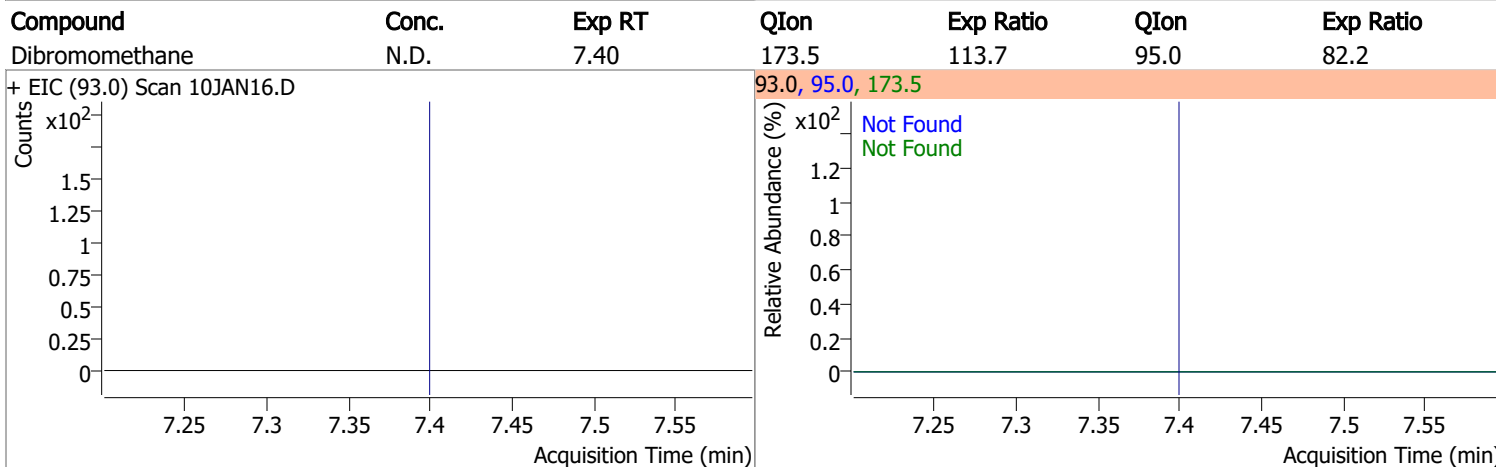 Compound Conc. Exp RT QIon Exp Ratio QIon Exp Ratio
Dibromomethane N.D. 7.40 173.5 113.7 95.0 82.2
+ EIC (93.0) Scan 10JAN16.D
Counts
x10²
1.5
1.25
1
0.75
0.5
0.25
0
7.25 7.3 7.35 7.4 7.45 7.5 7.55
Acquisition Time (min)
93.0, 95.0, 173.5
Relative Abundance (%)
x10²
Not Found
Not Found
1.2
1
0.8
0.6
0.4
0.2
0
7.25 7.3 7.35 7.4 7.45 7.5 7.55
Acquisition Time (min)